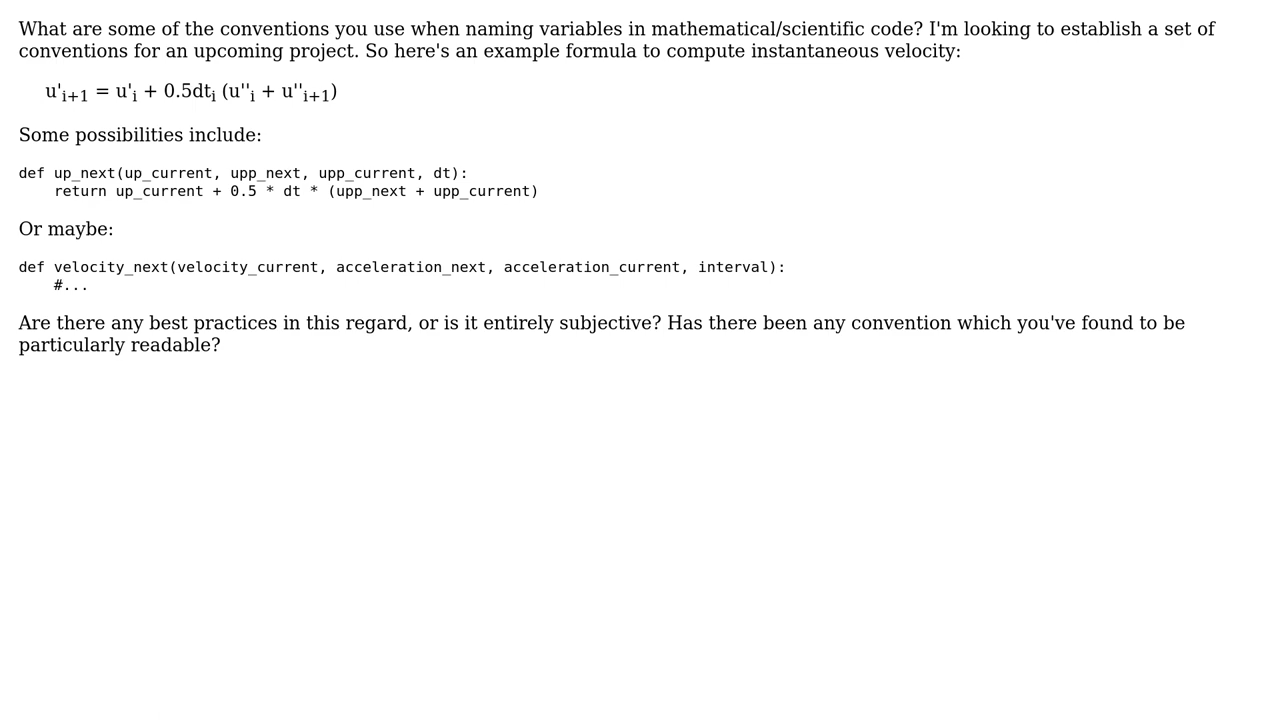 What are some of the conventions you use when naming variables in mathematical/scientific code? I'm looking to establish a set of
conventions for an upcoming project. So here's an example formula to compute instantaneous velocity:
u'i+1 = u'i + 0.5dti (u''i + u''i+1)
Some possibilities include:
def up_next(up_current, upp_next, upp_current, dt):
    return up_current + 0.5 * dt * (upp_next + upp_current)
Or maybe:
def velocity_next(velocity_current, acceleration_next, acceleration_current, interval):
    #...
Are there any best practices in this regard, or is it entirely subjective? Has there been any convention which you've found to be
particularly readable?